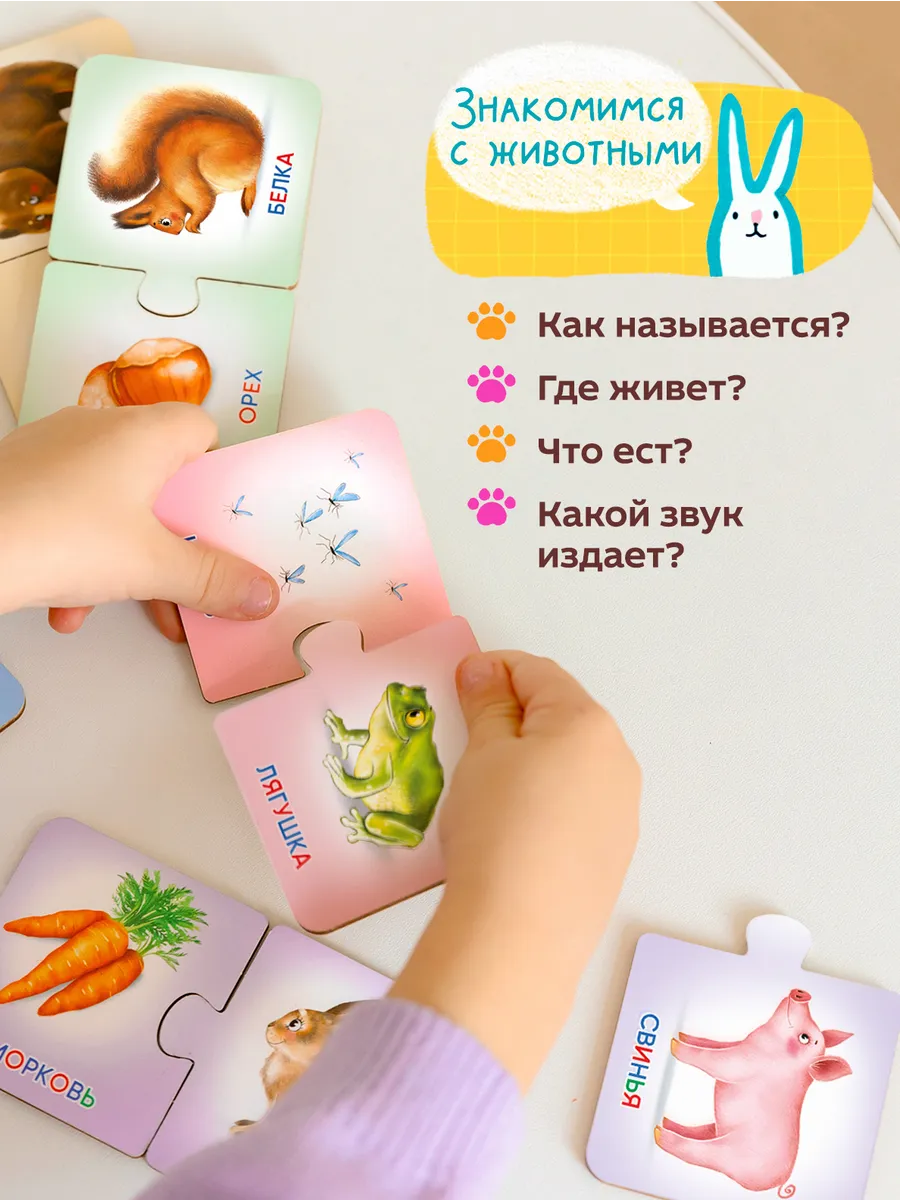 Знакомимся
с животными
Как называется?
Где живет?
Что ест?
Какой звук
издает?
БЕЛКА
ОРЕХ
ЛЯГУШКА
МОРКОВЬ
СВИНЬЯ